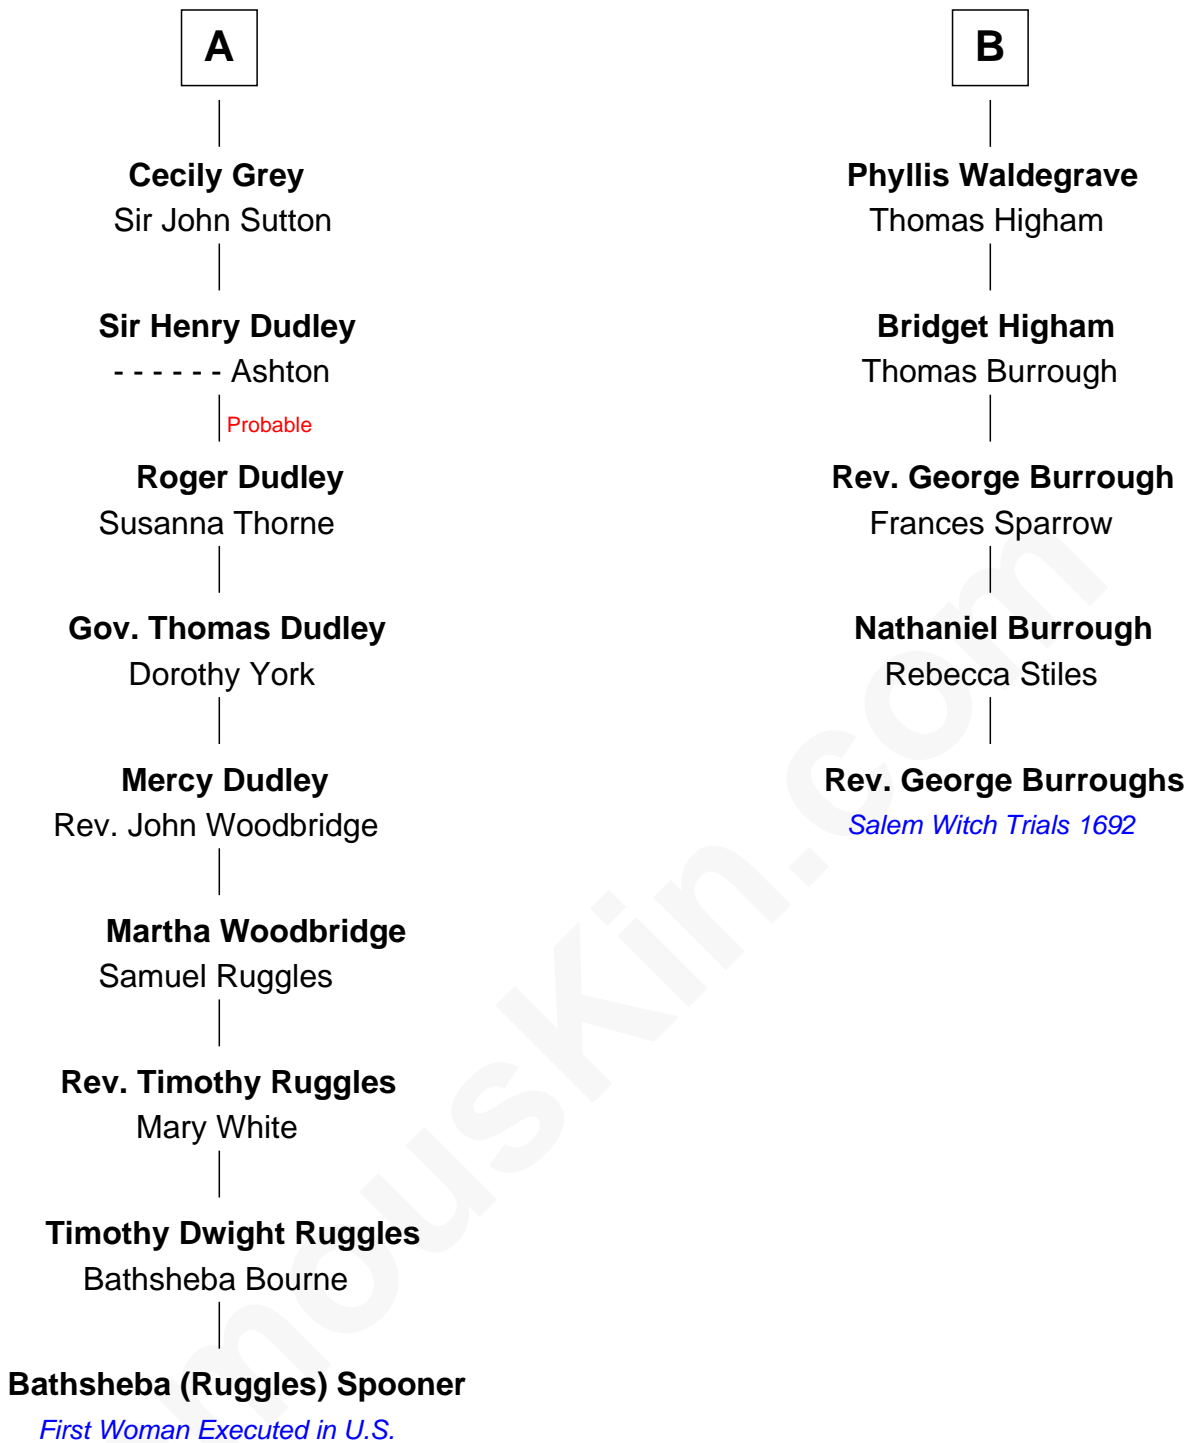 A
Cecily Grey
Sir John Sutton
Sir Henry Dudley
- - - - - - Ashton
Probable
Roger Dudley
Susanna Thorne
Gov. Thomas Dudley
Dorothy York
Mercy Dudley
Rev. John Woodbridge
Martha Woodbridge
Samuel Ruggles
Rev. Timothy Ruggles
Mary White
Timothy Dwight Ruggles
Bathsheba Bourne
Bathsheba (Ruggles) Spooner
First Woman Executed in U.S.
B
Phyllis Waldegrave
Thomas Higham
Bridget Higham
Thomas Burrough
Rev. George Burrough
Frances Sparrow
Nathaniel Burrough
Rebecca Stiles
Rev. George Burroughs
Salem Witch Trials 1692
mousKin.com